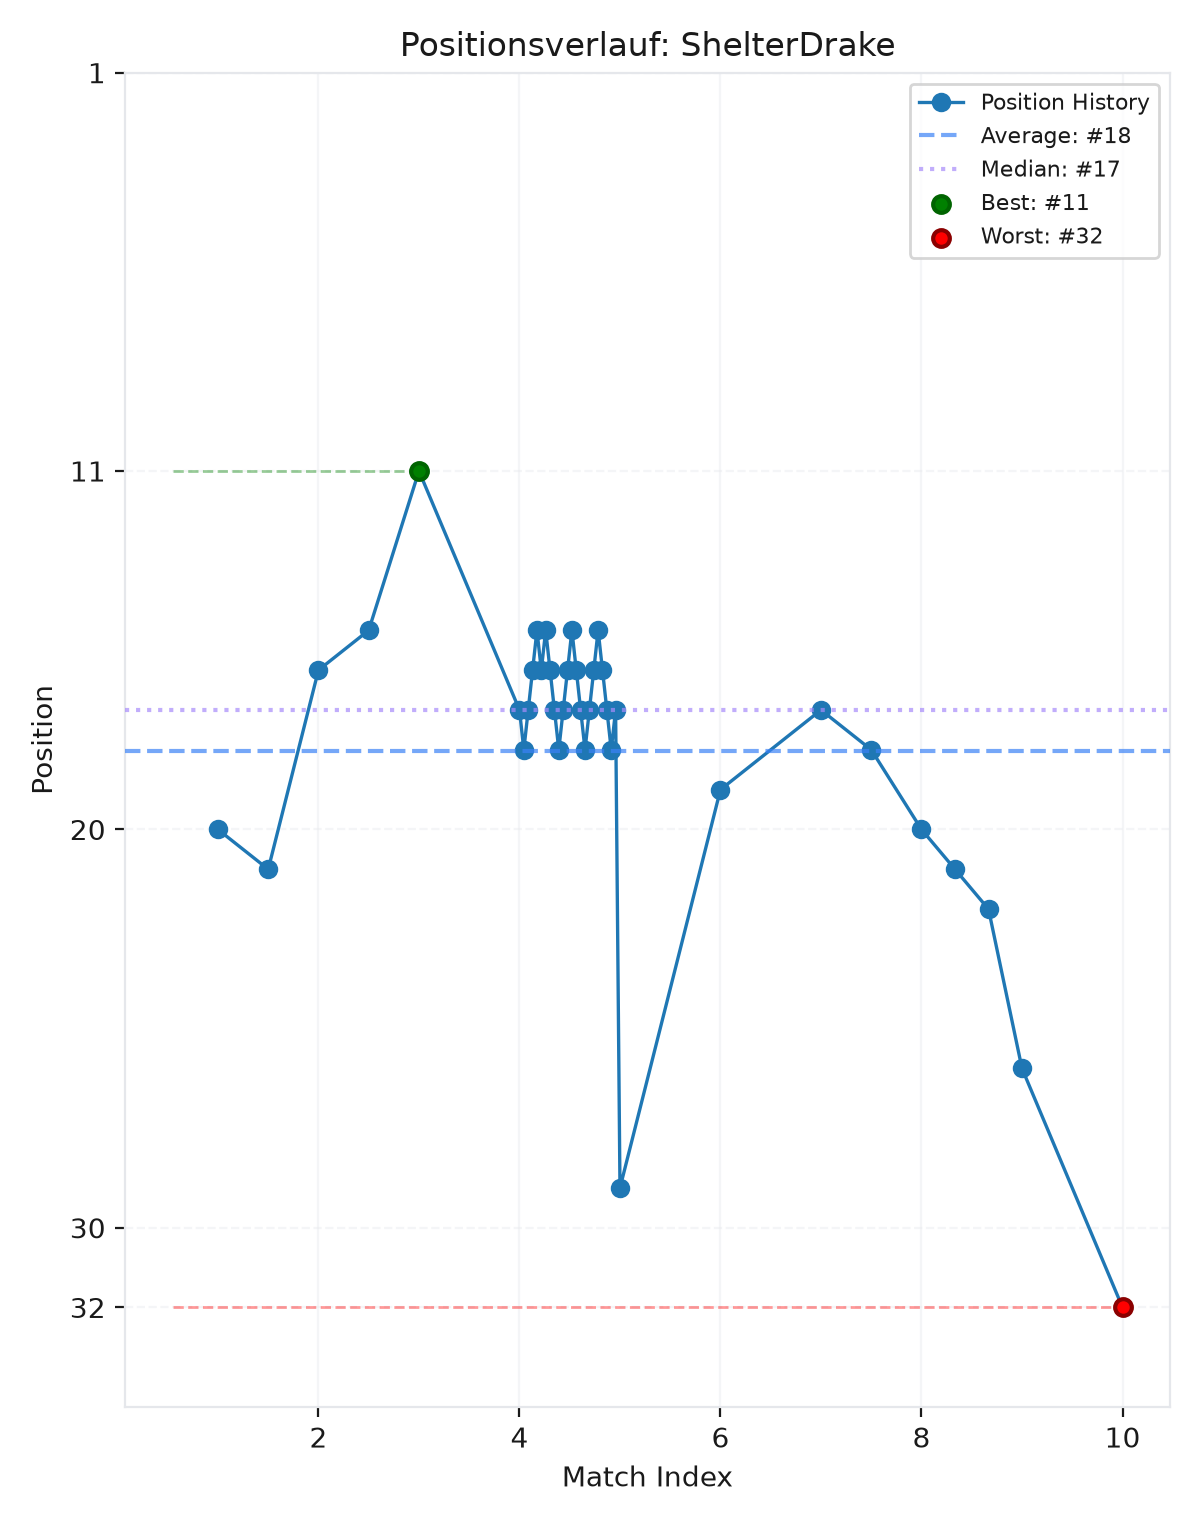 Positionsverlauf: ShelterDrake
Position History
Average: #18
Median: #17
Best: #11
Worst: #32
Position
1
11
20
30
32
2
4
6
8
10
Match Index